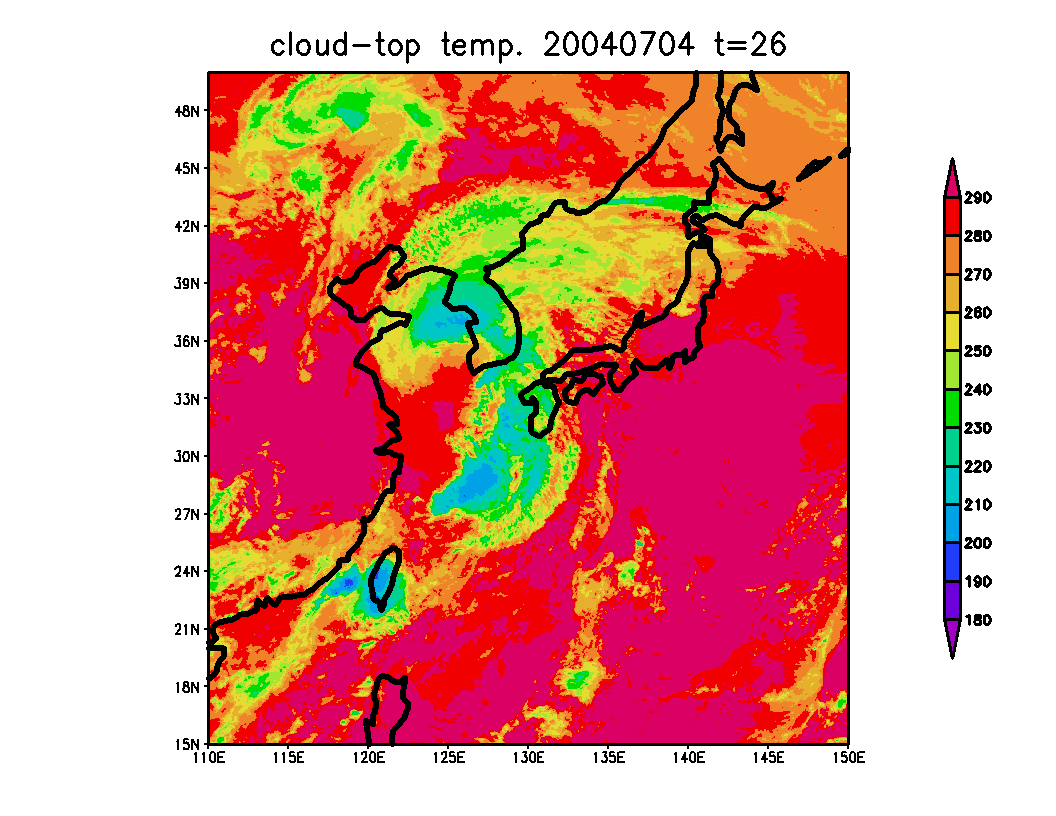 cloud-top temp. 20040704 t=26
48N
45N
42N
39N
36N
33N
30N
27N
24N
21N
18N
15N
110E 115E 120E 125E 130E 135E 140E 145E 150E
290
280
270
260
250
240
230
220
210
200
190
180